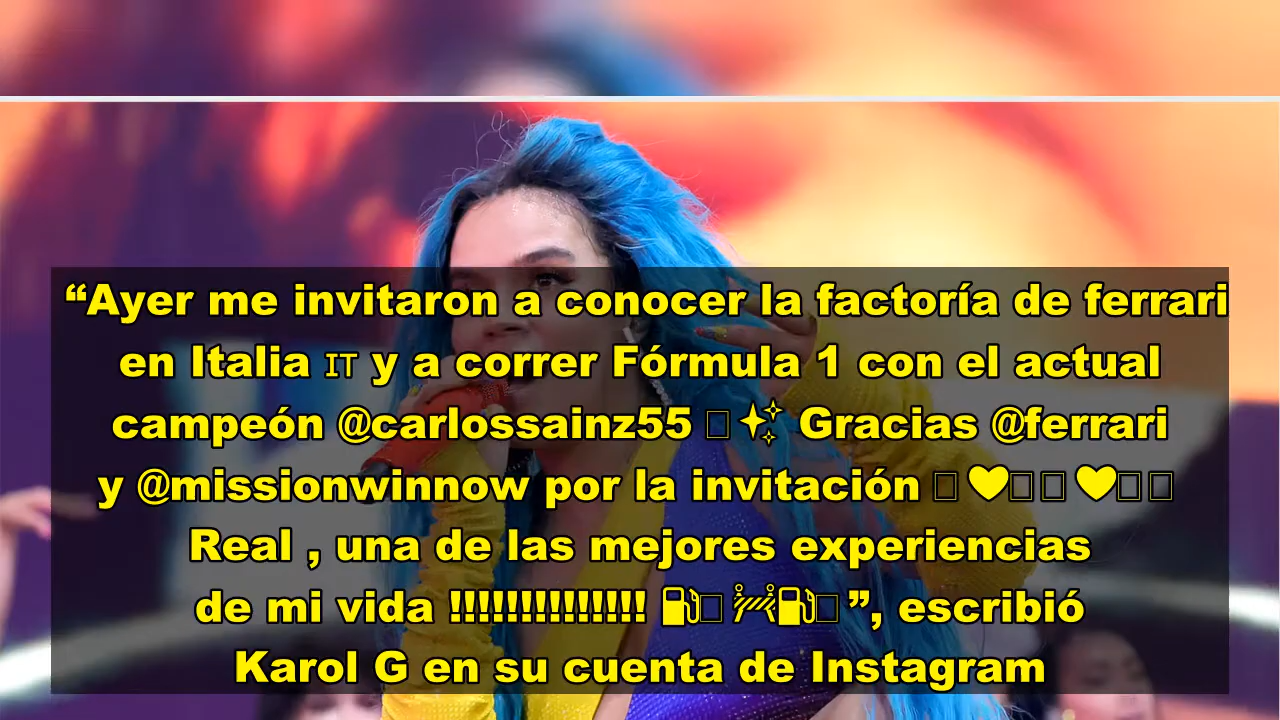 “Ayer me invitaron a conocer la factoría de ferrari
en Italia IT y a correr Fórmula 1 con el actual
campeón @carlossainz55 □✨ Gracias @ferrari
y @missionwinnow por la invitación □♥□□♥□□
Real , una de las mejores experiencias
de mi vida !!!!!!!!!!!!!! ⛽□🚧⛽□”, escribió
Karol G en su cuenta de Instagram